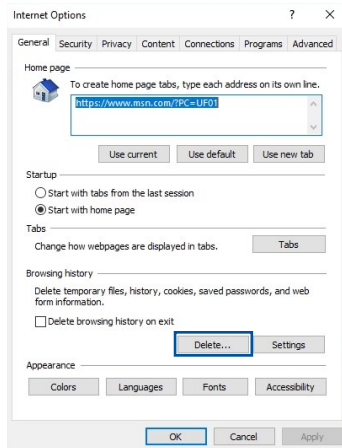 Internet Options ? X
General Security Privacy Content Connections Programs Advanced
Home page
To create home page tabs, type each address on its own line.
https://www.msn.com/?PC=UF01
Use current Use default Use new tab
Startup
Start with tabs from the last session
Start with home page
Tabs
Change how webpages are displayed in tabs. Tabs
Browsing history
Delete temporary files, history, cookies, saved passwords, and web
form information.
Delete browsing history on exit
Delete... Settings
Appearance
Colors Languages Fonts Accessibility
OK Cancel Apply